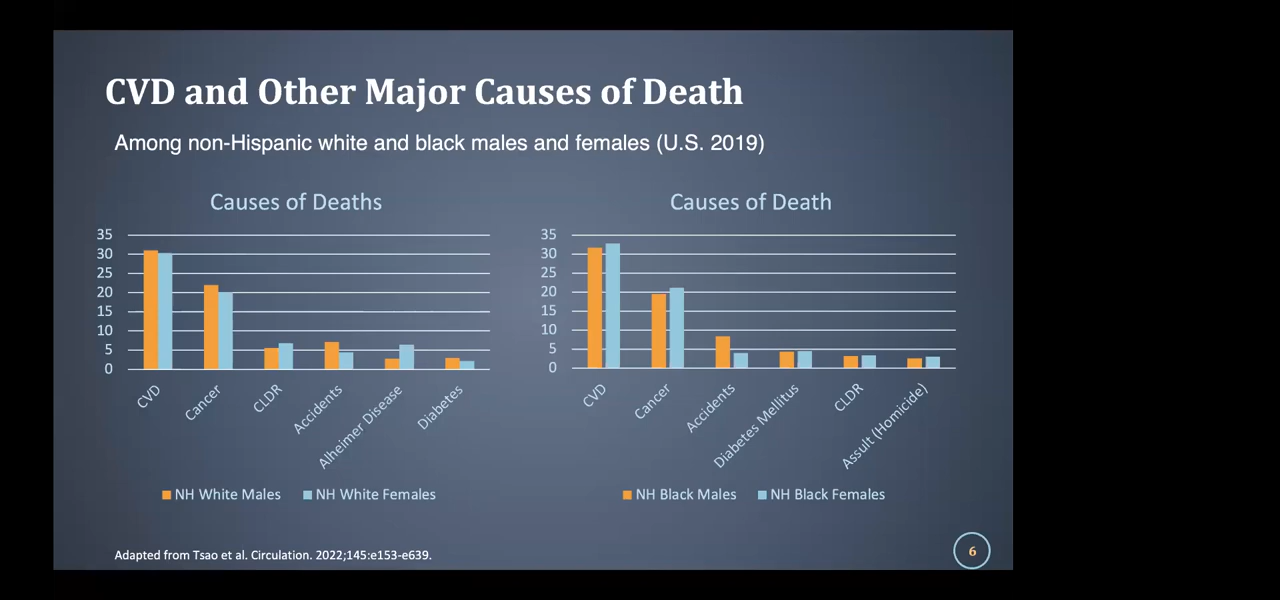 CVD and Other Major Causes of Death
Among non-Hispanic white and black males and females (U.S. 2019)
Causes of Deaths
35
30
25
20
15
10
5
0
CVD
Cancer
CLDR
Accidents
Alheimer Disease
Diabetes
NH White Males
NH White Females
Causes of Death
35
30
25
20
15
10
5
0
CVD
Cancer
Accidents
Diabetes Mellitus
CLDR
Assult (Homicide)
NH Black Males
NH Black Females
Adapted from Tsao et al. Circulation. 2022;145:e153-e639.
6